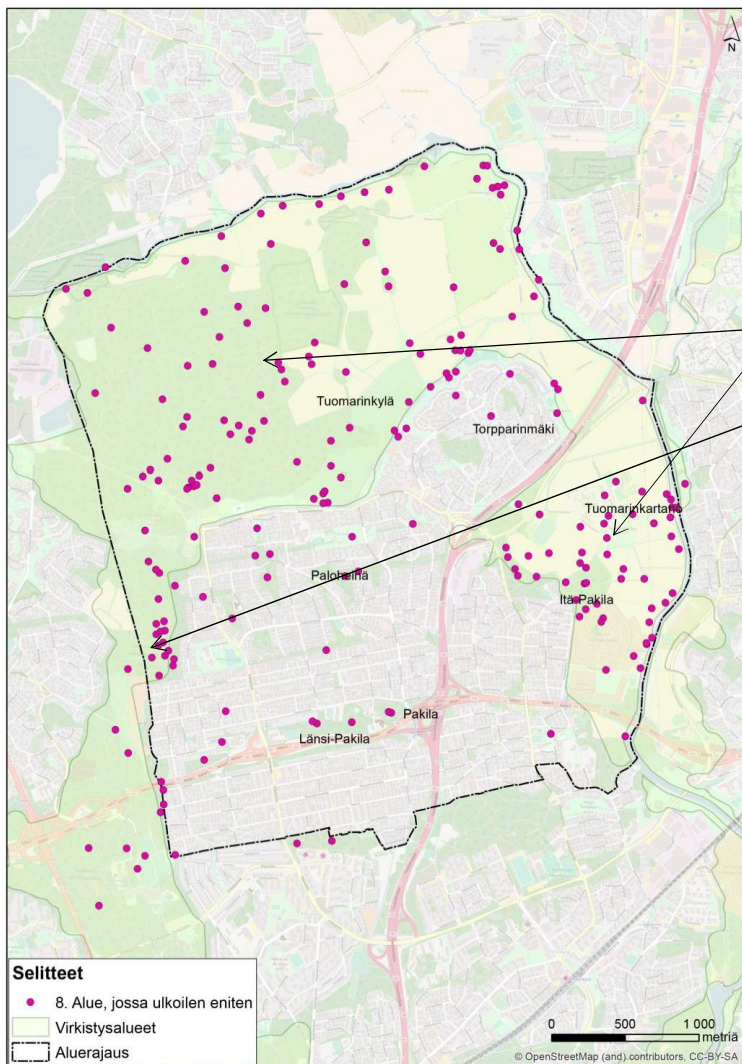 N
Tuomarinkylä
Torpparinmäki
Tuomarinkartano
Paloheinä
Itä-Pakila
Pakila
Länsi-Pakila
Selitteet
8. Alue, jossa ulkoilen eniten
Virkistysalueet
Aluerajaus
0 500 1 000
metriä
© OpenStreetMap (and) contributors, CC-BY-SA